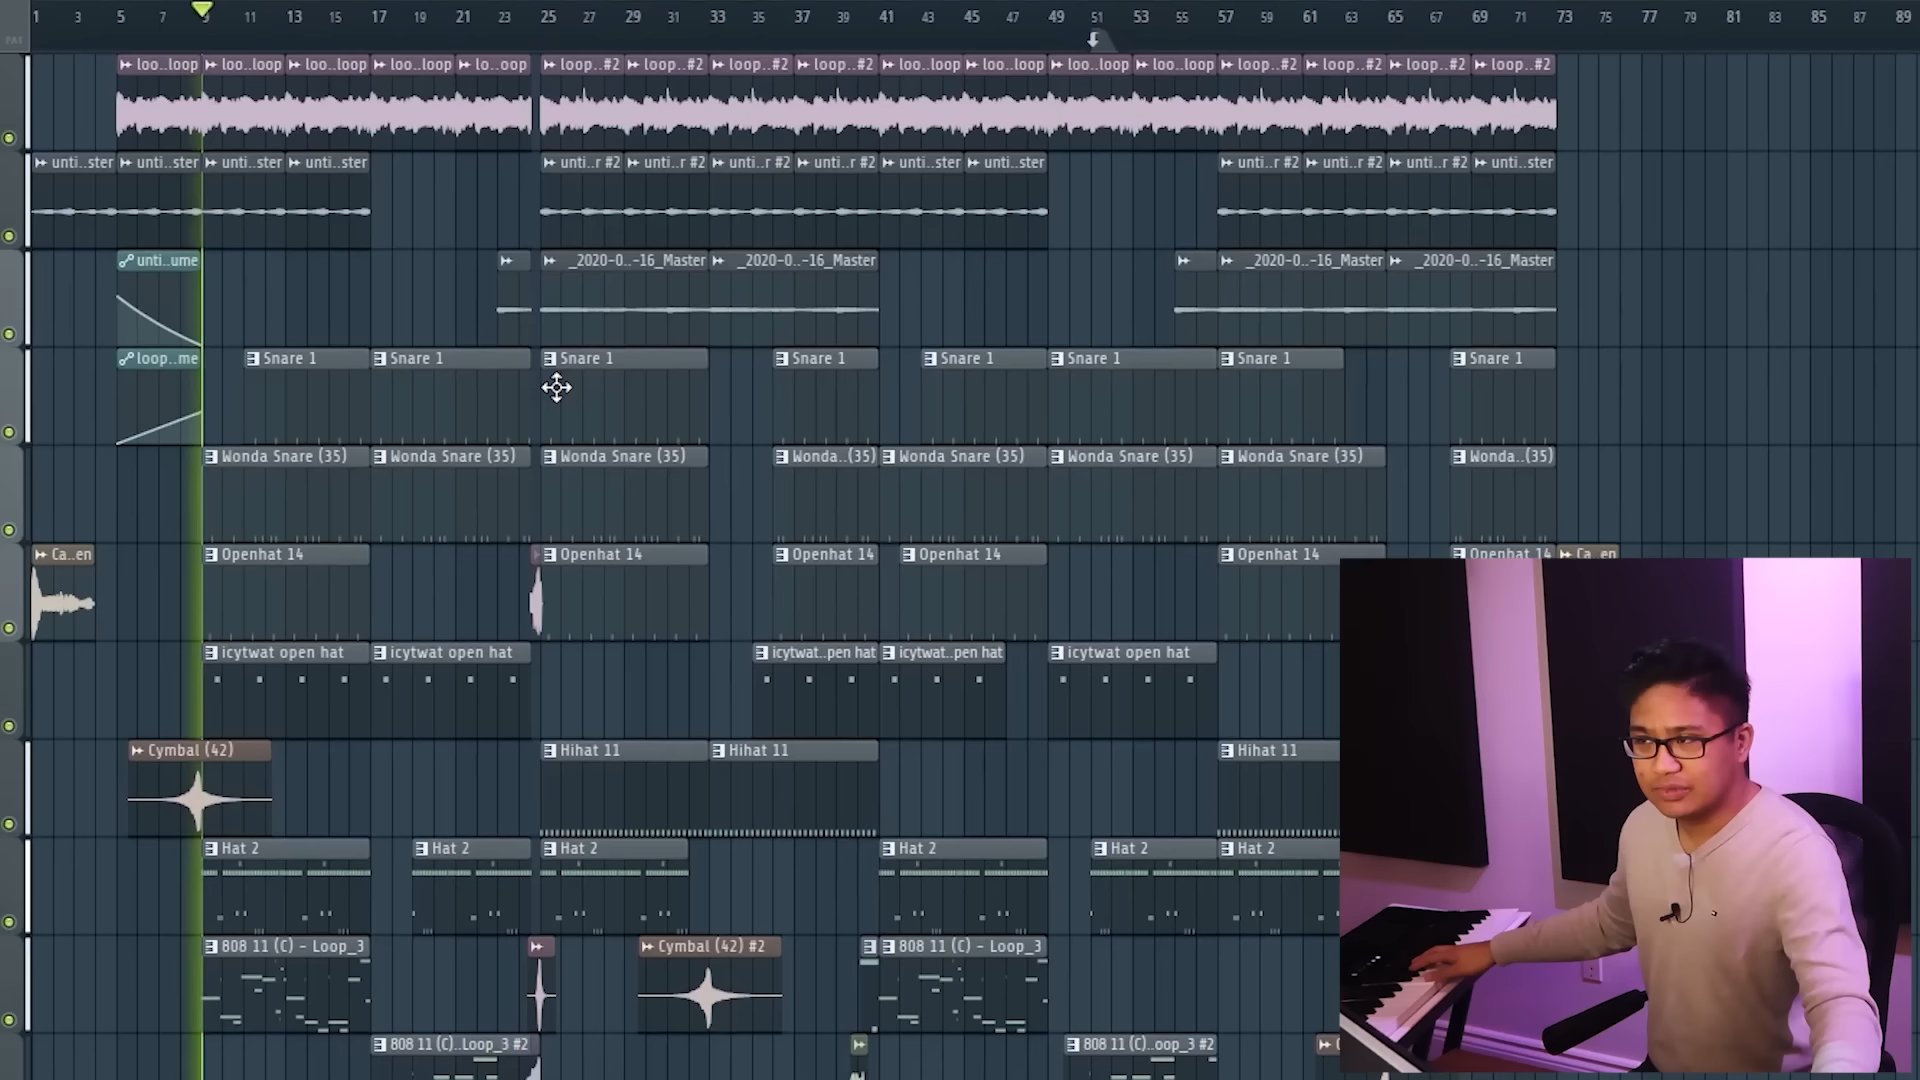 1 3 5 7 9 11 13 15 17 19 21 23 25 27 29 31 33 35 37 39 41 43 45 47 49 51 53 55 57 59 61 63 65 67 69 71 73 75 77 79 81 83 85 87 89
PAT
loo..loop loo..loop loo..loop loo..loop lo..oop loop..#2 loop..#2 loop..#2 loop..#2 loo..loop loo..loop loo..loop loo..loop loop..#2 loop..#2 loop..#2 loop..#2
unti..ster unti..ster unti..ster unti..ster unti..r #2 unti..r #2 unti..r #2 unti..r #2 unti..ster unti..ster unti..r #2 unti..r #2 unti..r #2 unti..ster
unti..ume _2020-0..-16_Master _2020-0..-16_Master _2020-0..-16_Master _2020-0..-16_Master
loop..me Snare 1 Snare 1 Snare 1 Snare 1 Snare 1 Snare 1 Snare 1 Snare 1
Wonda Snare (35) Wonda Snare (35) Wonda Snare (35) Wonda..(35) Wonda Snare (35) Wonda Snare (35) Wonda Snare (35) Wonda..(35)
Ca..en Openhat 14 Openhat 14 Openhat 14 Openhat 14 Openhat 14 Openhat 14 Ca..en
icytwat open hat icytwat open hat icytwat..pen hat icytwat..pen hat icytwat open hat
Cymbal (42) Hihat 11 Hihat 11 Hihat 11
Hat 2 Hat 2 Hat 2 Hat 2 Hat 2 Hat 2
808 11 (C) - Loop_3 Cymbal (42) #2 808 11 (C) - Loop_3
808 11 (C)..Loop_3 #2 808 11 (C)..oop_3 #2